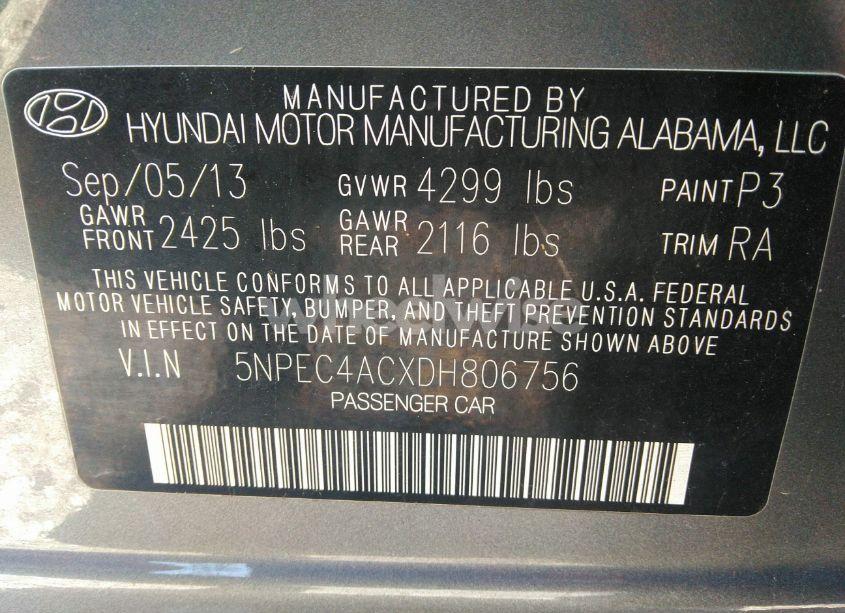 MANUFACTURED BY
HYUNDAI MOTOR MANUFACTURING ALABAMA, LLC
Sep/05/13 GVWR 4299 lbs PAINT P3
GAWR FRONT 2425 lbs GAWR REAR 2116 lbs TRIM RA
THIS VEHICLE CONFORMS TO ALL APPLICABLE U.S.A. FEDERAL
MOTOR VEHICLE SAFETY, BUMPER, AND THEFT PREVENTION STANDARDS
IN EFFECT ON THE DATE OF MANUFACTURE SHOWN ABOVE
V.I.N 5NPEC4ACXDH806756
PASSENGER CAR
wheelwise